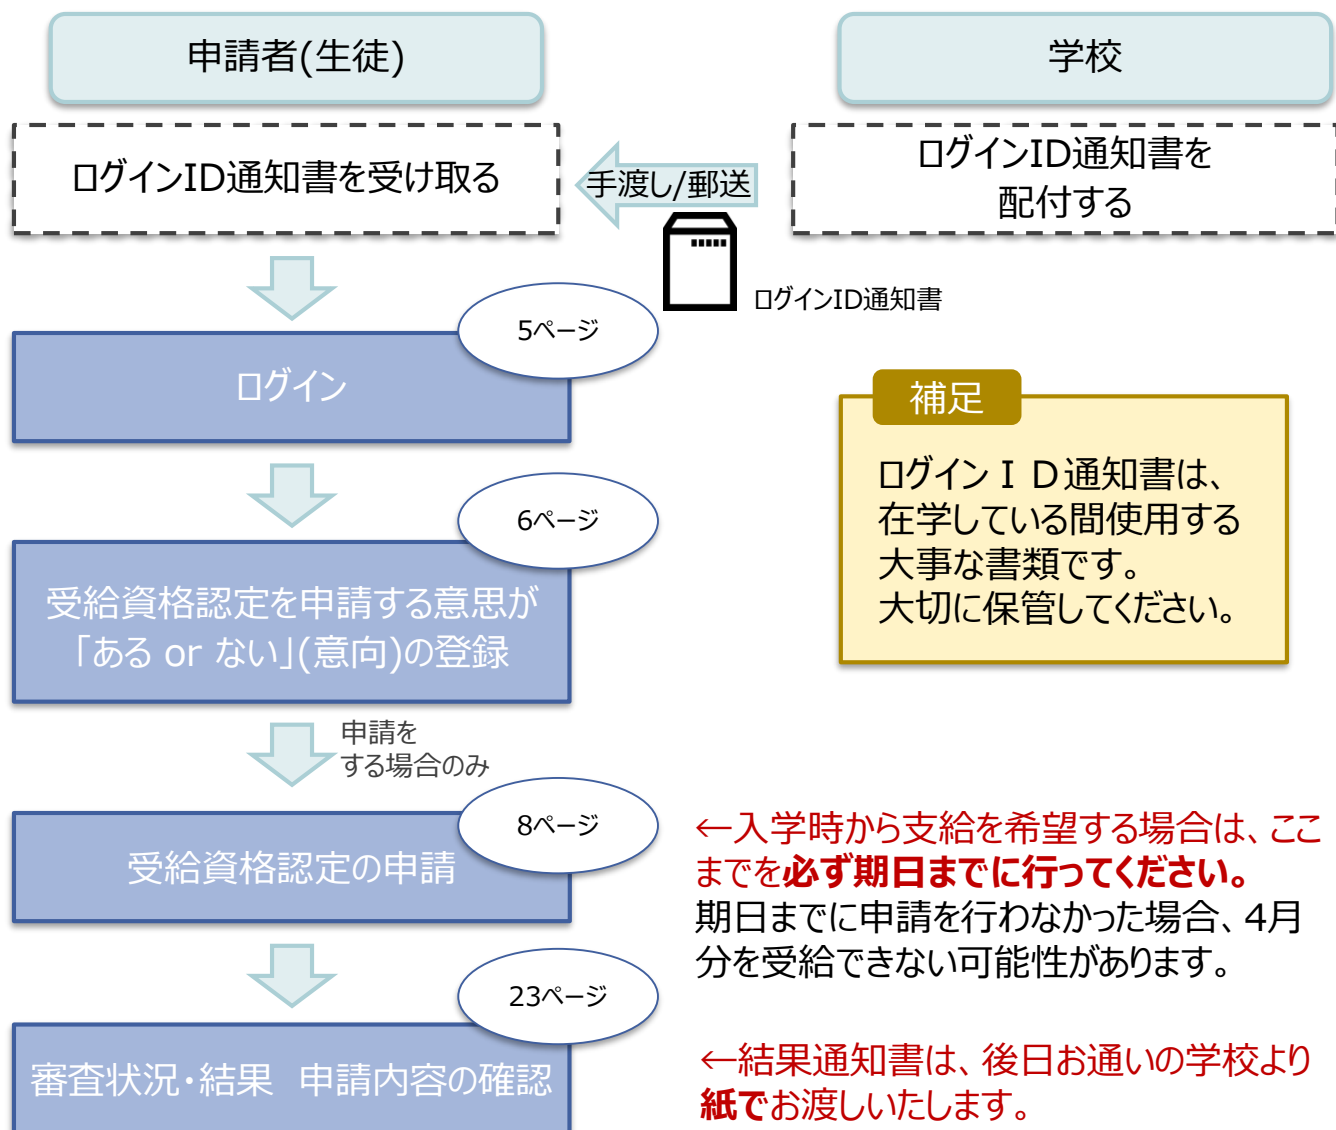 申請者(生徒)
学校
ログインID通知書を受け取る
手渡し/郵送
ログインID通知書を
配付する
ログインID通知書
5ページ
ログイン
補足
ログインＩＤ通知書は、
在学している間使用する
大事な書類です。
大切に保管してください。
6ページ
受給資格認定を申請する意思が
「ある or ない」(意向)の登録
申請を
する場合のみ
8ページ
受給資格認定の申請
←入学時から支給を希望する場合は、ここ
までを必ず期日までに行ってください。
期日までに申請を行わなかった場合、4月
分を受給できない可能性があります。
23ページ
審査状況・結果　申請内容の確認
←結果通知書は、後日お通いの学校より
紙でお渡しいたします。